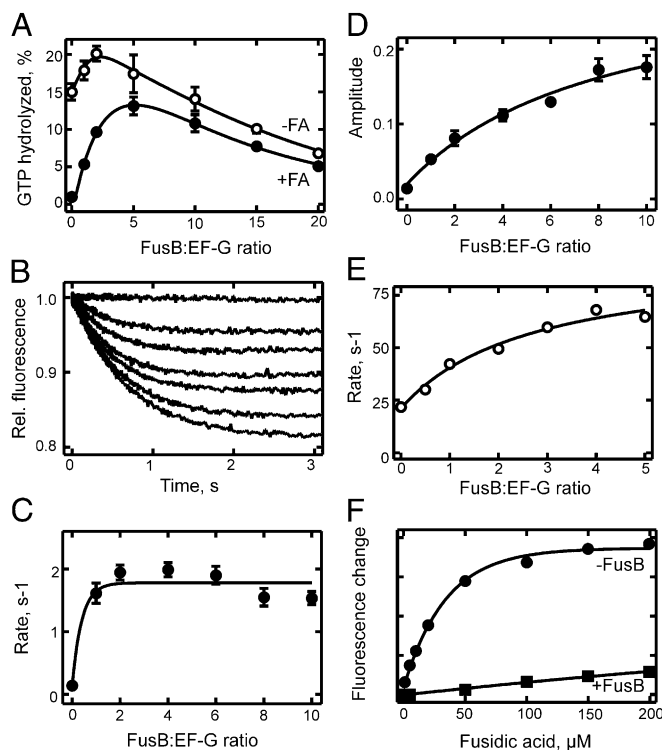 A
GTP hydrolyzed, %
20
15
10
5
0
-FA
+FA
0 5 10 15 20
FusB:EF-G ratio
B
Rel. fluorescence
1.0
0.9
0.8
0 1 2 3
Time, s
C
Rate, s-1
2
1
0
0 2 4 6 8 10
FusB:EF-G ratio
D
Amplitude
0.2
0.1
0.0
0 2 4 6 8 10
FusB:EF-G ratio
E
Rate, s-1
75
50
25
0
0 1 2 3 4 5
FusB:EF-G ratio
F
Fluorescence change
-FusB
+FusB
0 50 100 150 200
Fusidic acid, µM